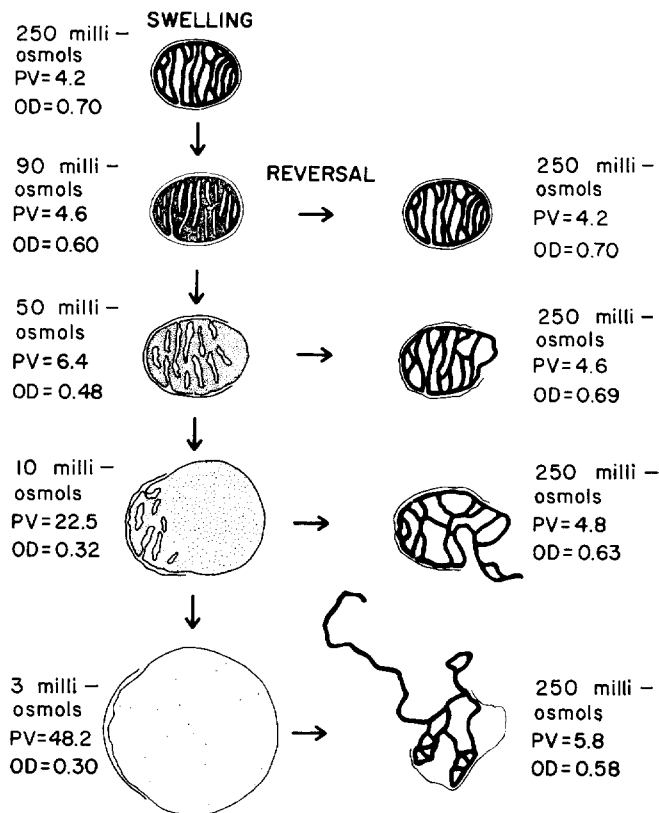 SWELLING
250 milli-
osmols
PV=4.2
OD=0.70
90 milli-
osmols
PV=4.6
OD=0.60
REVERSAL
250 milli-
osmols
PV=4.2
OD=0.70
50 milli-
osmols
PV=6.4
OD=0.48
250 milli-
osmols
PV=4.6
OD=0.69
10 milli-
osmols
PV=22.5
OD=0.32
250 milli-
osmols
PV=4.8
OD=0.63
3 milli-
osmols
PV=48.2
OD=0.30
250 milli-
osmols
PV=5.8
OD=0.58